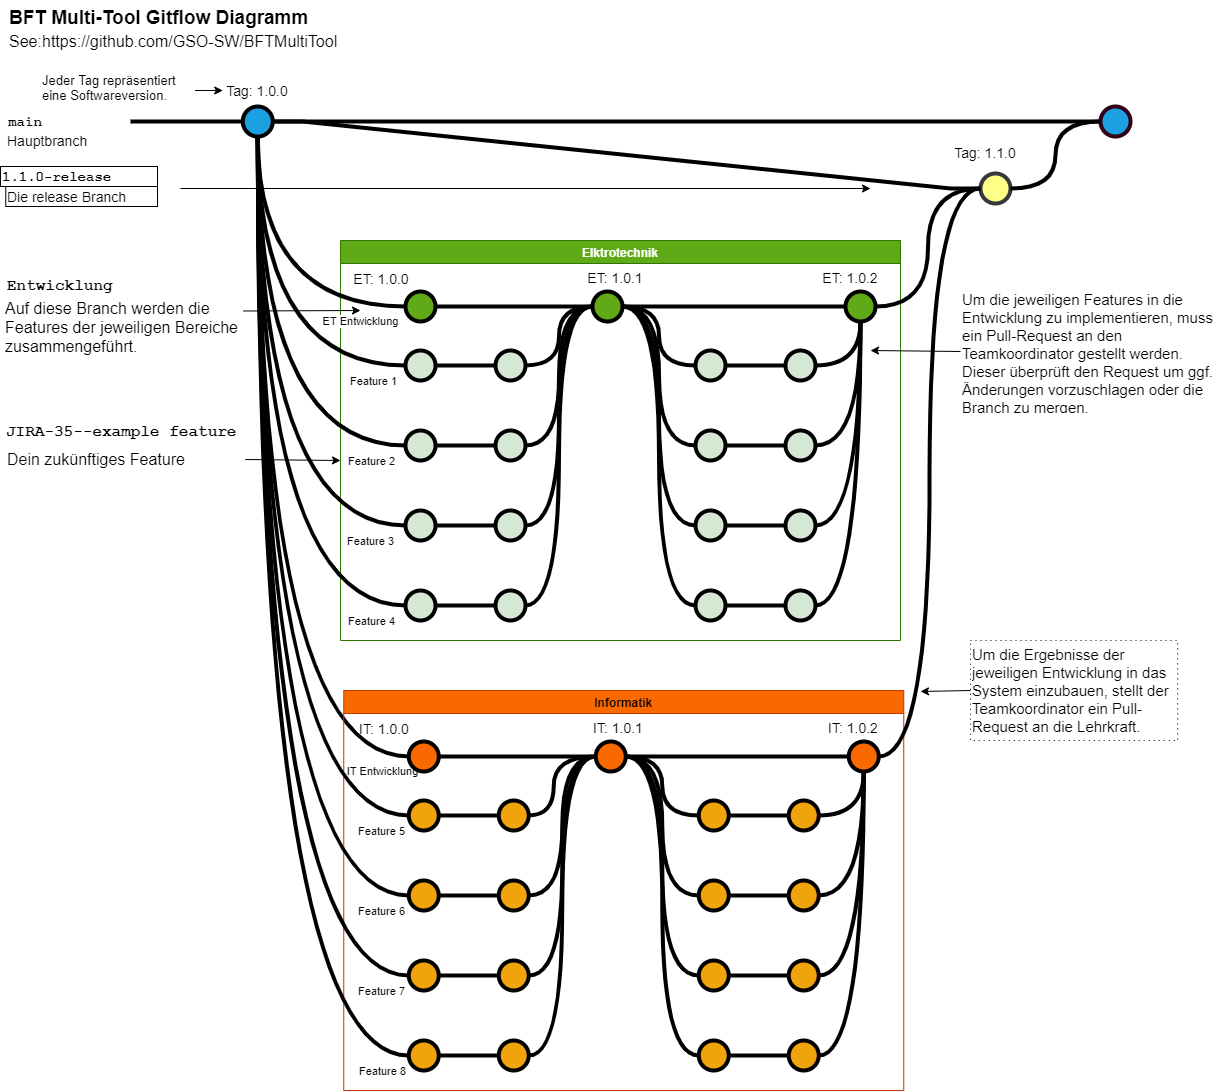 BFT Multi-Tool Gitflow Diagramm
See:https://github.com/GSO-SW/BFTMultiTool
Jeder Tag repräsentiert
eine Softwareversion.
Tag: 1.0.0
main
Hauptbranch
Tag: 1.1.0
1.1.0-release
Die release Branch
Elktrotechnik
ET: 1.0.0
ET: 1.0.1
ET: 1.0.2
Entwicklung
Auf diese Branch werden die
Features der jeweiligen Bereiche
zusammengeführt.
ET Entwicklung
Um die jeweiligen Features in die
Entwicklung zu implementieren, muss
ein Pull-Request an den
Teamkoordinator gestellt werden.
Dieser überprüft den Request um ggf.
Änderungen vorzuschlagen oder die
Branch zu mergen.
Feature 1
JIRA-35--example feature
Dein zukünftiges Feature
Feature 2
Feature 3
Feature 4
Um die Ergebnisse der
jeweiligen Entwicklung in das
System einzubauen, stellt der
Teamkoordinator ein Pull-
Request an die Lehrkraft.
Informatik
IT: 1.0.0
IT: 1.0.1
IT: 1.0.2
IT Entwicklung
Feature 5
Feature 6
Feature 7
Feature 8